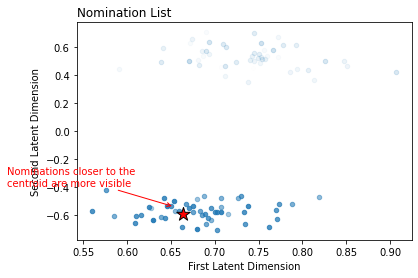 Nomination List
Second Latent Dimension
0.6
0.4
0.2
0.0
−0.2
−0.4
−0.6
Nominations closer to the
centroid are more visible
0.55 0.60 0.65 0.70 0.75 0.80 0.85 0.90
First Latent Dimension